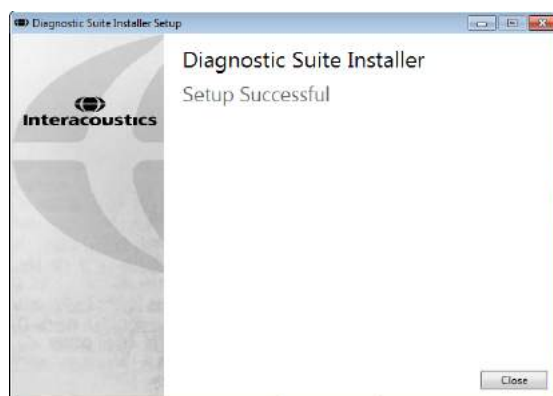 Diagnostic Suite Installer Setup
Diagnostic Suite Installer
Setup Successful
Interacoustics
Close